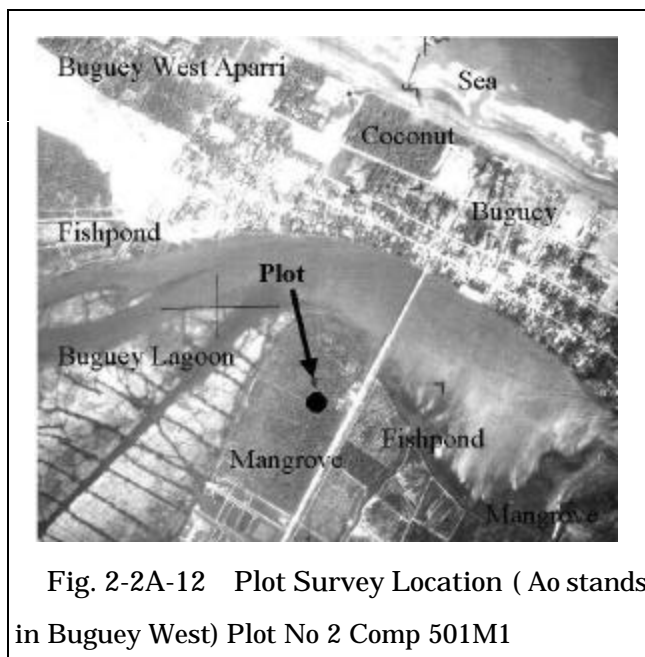 Buguey West Aparri
Sea
Coconut
Buguey
Fishpond
Plot
Buguey Lagoon
Fishpond
Mangrove
Mangrove
Fig. 2-2A-12 Plot Survey Location ( Ao stands
in Buguey West) Plot No 2 Comp 501M1